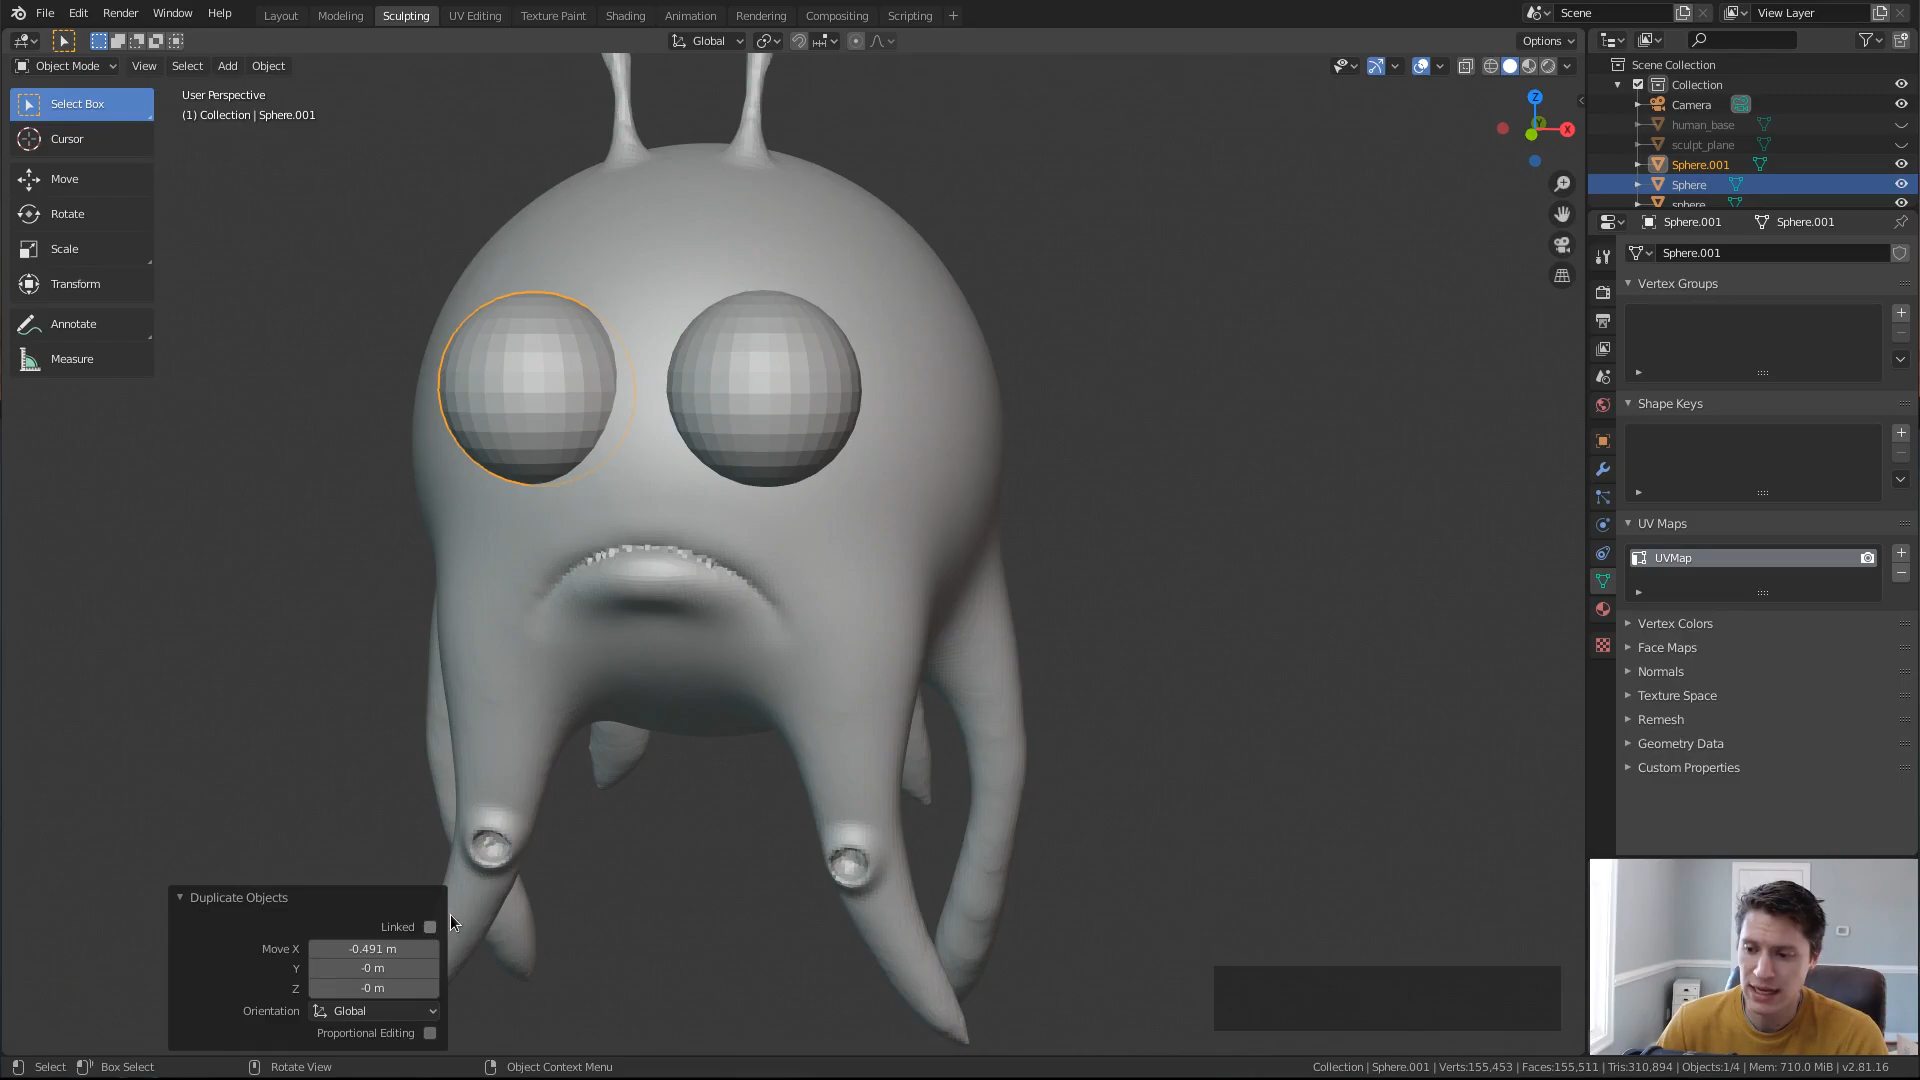 File Edit Render Window Help Layout Modeling Sculpting UV Editing Texture Paint Shading Animation Rendering Compositing Scripting + Scene View Layer
Global Options
Object Mode View Select Add Object
Select Box
Cursor
Move
Rotate
Scale
Transform
Annotate
Measure
User Perspective
(1) Collection | Sphere.001
Z
Y
X
Scene Collection
Collection
Camera
human_base
sculpt_plane
Sphere.001
Sphere
sphere
Sphere.001 Sphere.001
Sphere.001
Vertex Groups
Shape Keys
UV Maps
UVMap
Vertex Colors
Face Maps
Normals
Texture Space
Remesh
Geometry Data
Custom Properties
Duplicate Objects
Linked
Move X -0.491 m
Y -0 m
Z -0 m
Orientation Global
Proportional Editing
Select Box Select Rotate View Object Context Menu Collection | Sphere.001 | Verts:155,453 | Faces:155,511 | Tris:310,894 | Objects:1/4 | Mem: 710.0 MiB | v2.81.16